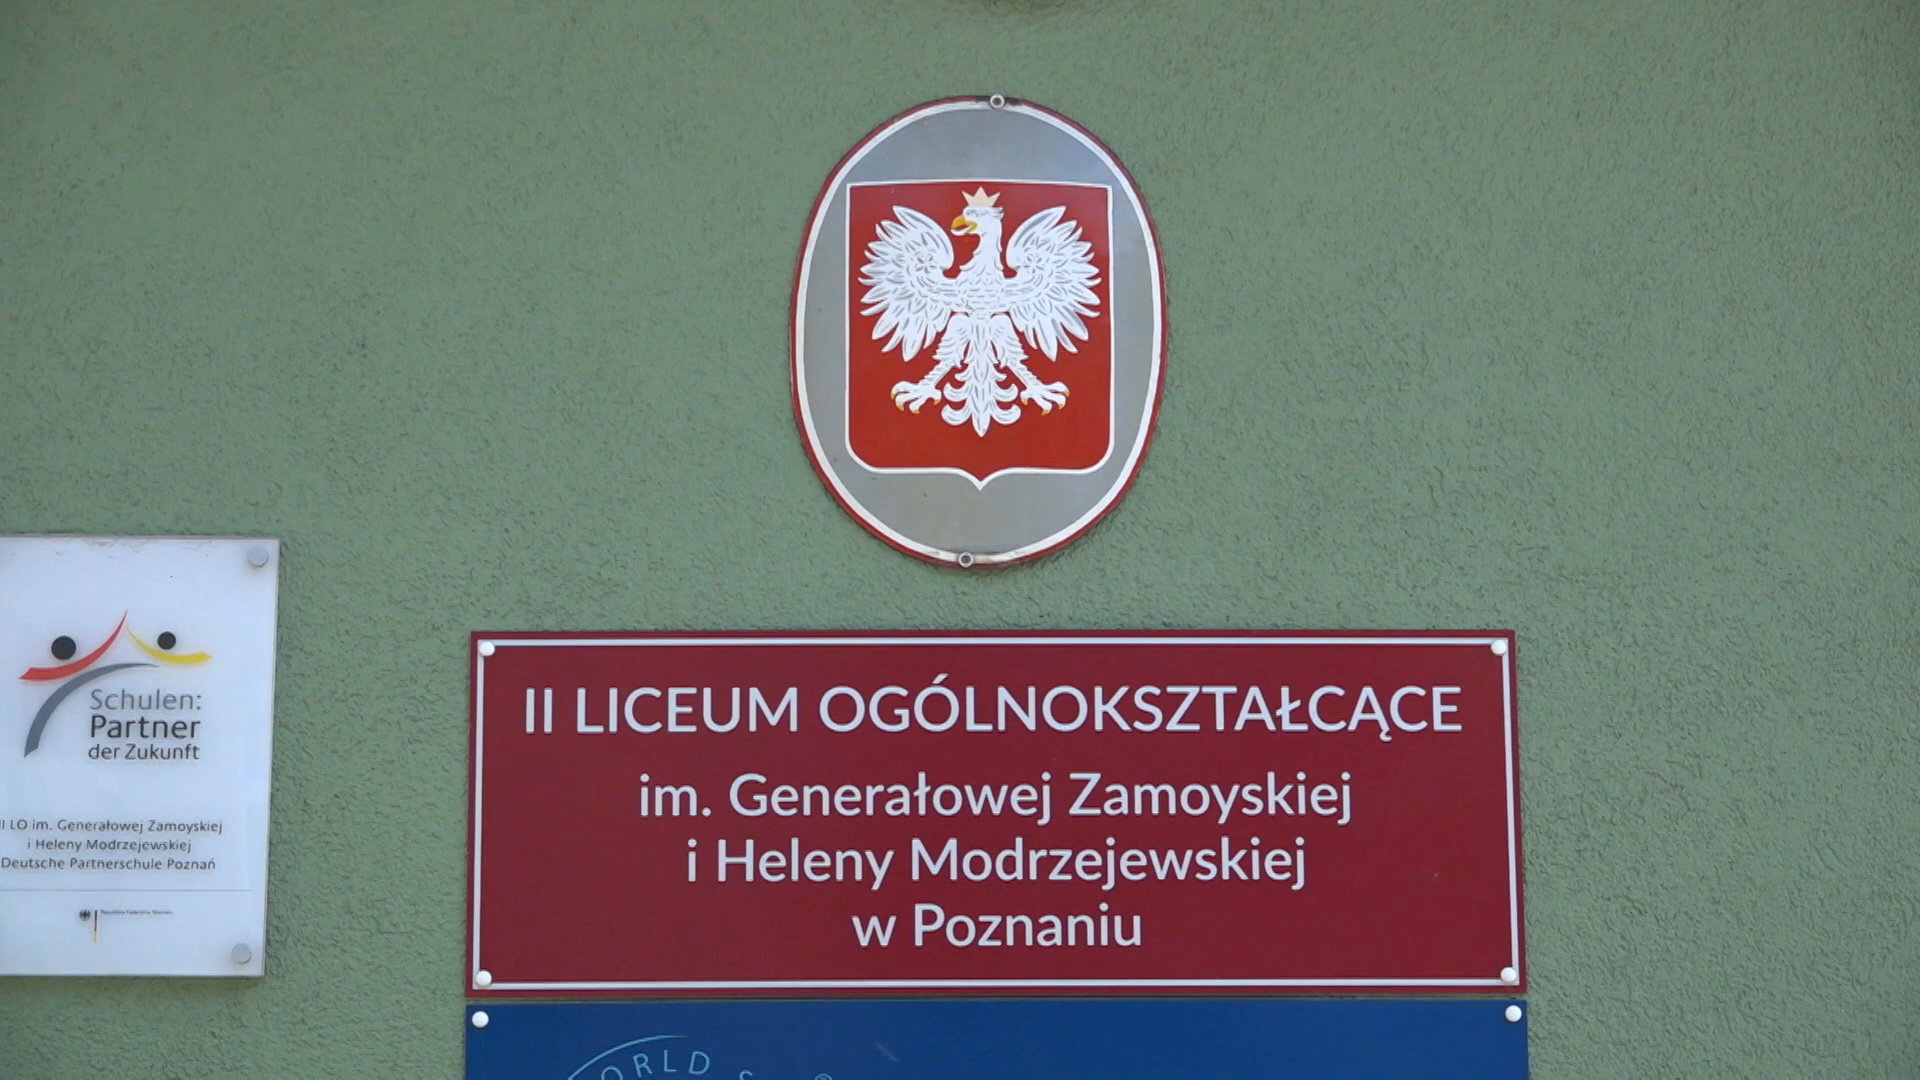 II LICEUM OGÓLNOKSZTAŁCĄCE
im. Generałowej Zamoyskiej
i Heleny Modrzejewskiej
w Poznaniu
Schulen:
Partner
der Zukunft
II LO im. Generałowej Zamoyskiej
i Heleny Modrzejewskiej
Deutsche Partnerschule Poznań